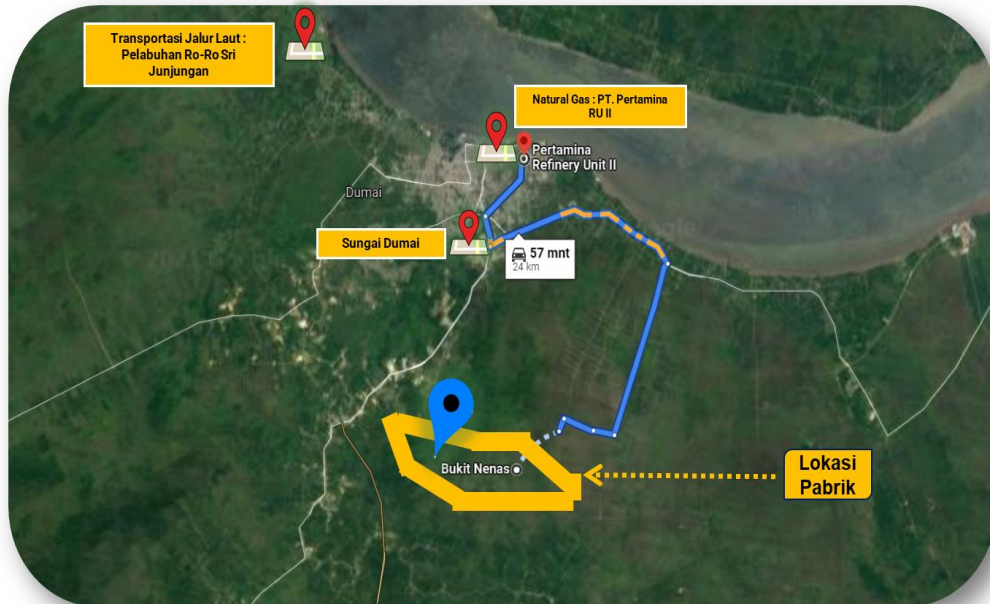 Transportasi Jalur Laut :
Pelabuhan Ro-Ro Sri
Junjungan
Natural Gas : PT. Pertamina
RU II
Pertamina
Refinery Unit II
Dumai
Sungai Dumai
57 mnt
24 km
Bukit Nenas
Lokasi
Pabrik